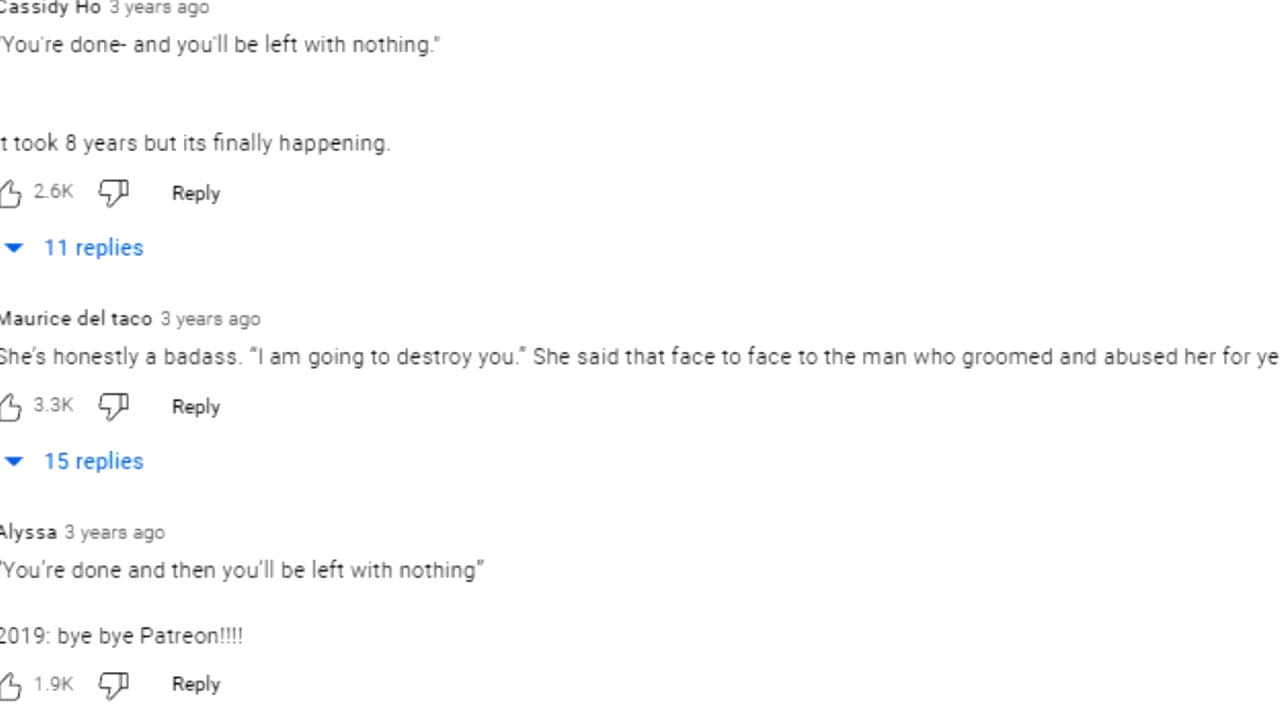 Cassidy Ho 3 years ago
"You're done- and you'll be left with nothing."
t took 8 years but its finally happening.
2.6K Reply
11 replies
Maurice del taco 3 years ago
She's honestly a badass. “I am going to destroy you.” She said that face to face to the man who groomed and abused her for ye
3.3K Reply
15 replies
Alyssa 3 years ago
"You're done and then you'll be left with nothing”
2019: bye bye Patreon!!!!
1.9K Reply